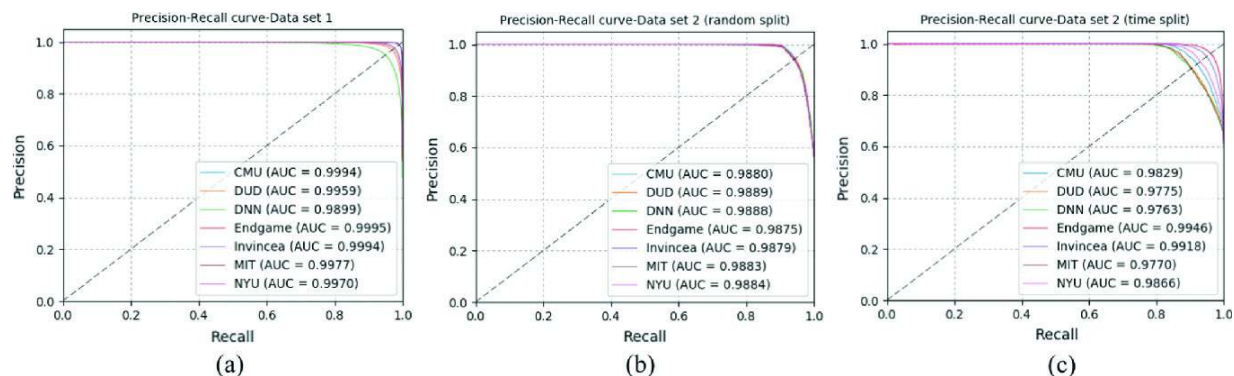 Precision-Recall curve-Data set 1
1.0
0.8
0.6
0.4
0.2
0.0
Precision
CMU (AUC = 0.9994)
DUD (AUC = 0.9959)
DNN (AUC = 0.9899)
Endgame (AUC = 0.9995)
Invincea (AUC = 0.9994)
MIT (AUC = 0.9977)
NYU (AUC = 0.9970)
0.0 0.2 0.4 0.6 0.8 1.0
Recall
(a)
Precision-Recall curve-Data set 2 (random split)
1.0
0.8
0.6
0.4
0.2
0.0
Precision
CMU (AUC = 0.9880)
DUD (AUC = 0.9889)
DNN (AUC = 0.9888)
Endgame (AUC = 0.9875)
Invincea (AUC = 0.9879)
MIT (AUC = 0.9883)
NYU (AUC = 0.9884)
0.0 0.2 0.4 0.6 0.8 1.0
Recall
(b)
Precision-Recall curve-Data set 2 (time split)
1.0
0.8
0.6
0.4
0.2
0.0
Precision
CMU (AUC = 0.9829)
DUD (AUC = 0.9775)
DNN (AUC = 0.9763)
Endgame (AUC = 0.9946)
Invincea (AUC = 0.9918)
MIT (AUC = 0.9770)
NYU (AUC = 0.9866)
0.0 0.2 0.4 0.6 0.8 1.0
Recall
(c)